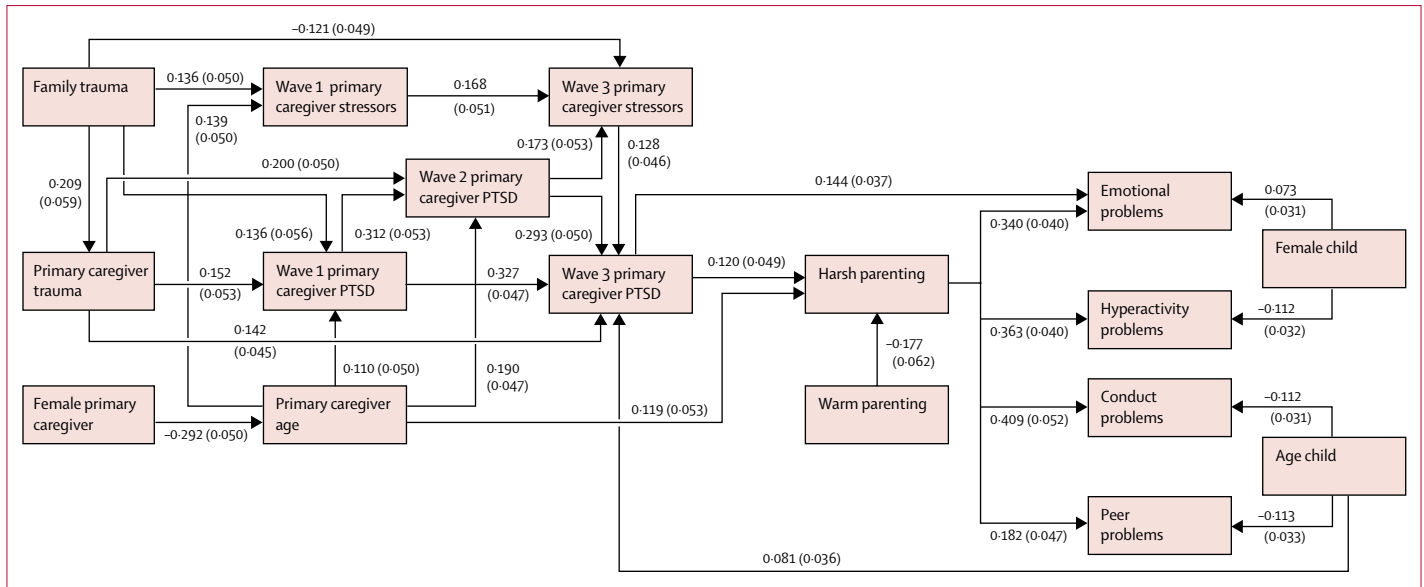 –0·121 (0·049)
Family trauma
0·136 (0·050)
Wave 1 primary
caregiver stressors
0·168
(0·051)
Wave 3 primary
caregiver stressors
0·139
(0·050)
0·173 (0·053)
0·128
(0·046)
0·200 (0·050)
Wave 2 primary
caregiver PTSD
0·209
(0·059)
0·144 (0·037)
Emotional
problems
0·073
(0·031)
0·340 (0·040)
0·136 (0·056)
0·312 (0·053)
0·293 (0·050)
Female child
Primary caregiver
trauma
0·152
(0·053)
Wave 1 primary
caregiver PTSD
0·327
(0·047)
Wave 3 primary
caregiver PTSD
0·120 (0·049)
Harsh parenting
Hyperactivity
problems
–0·112
(0·032)
0·363 (0·040)
0·142
(0·045)
–0·177
(0·062)
0·110 (0·050)
0·190
(0·047)
Female primary
caregiver
–0·292 (0·050)
Primary caregiver
age
0·119 (0·053)
Warm parenting
0·409 (0·052)
Conduct
problems
–0·112
(0·031)
Age child
0·182 (0·047)
Peer
problems
–0·113
(0·033)
0·081 (0·036)